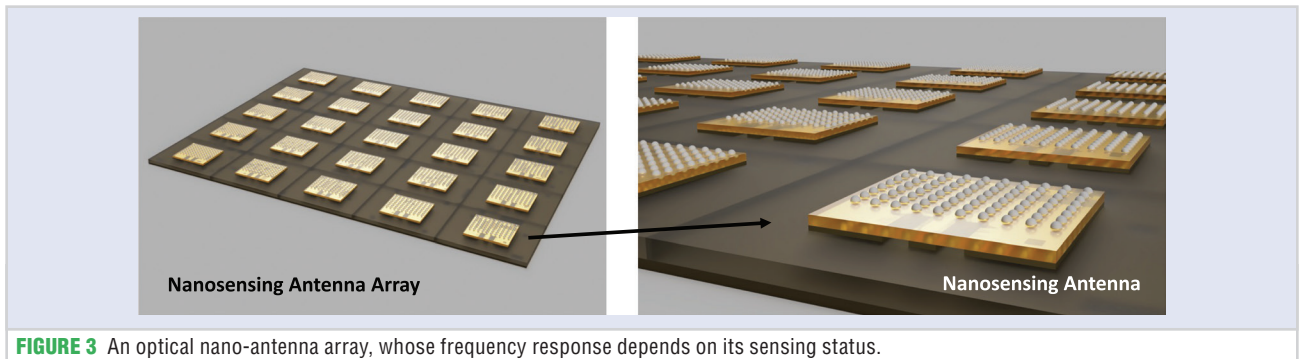 Nanosensing Antenna Array
Nanosensing Antenna
FIGURE 3 An optical nano-antenna array, whose frequency response depends on its sensing status.